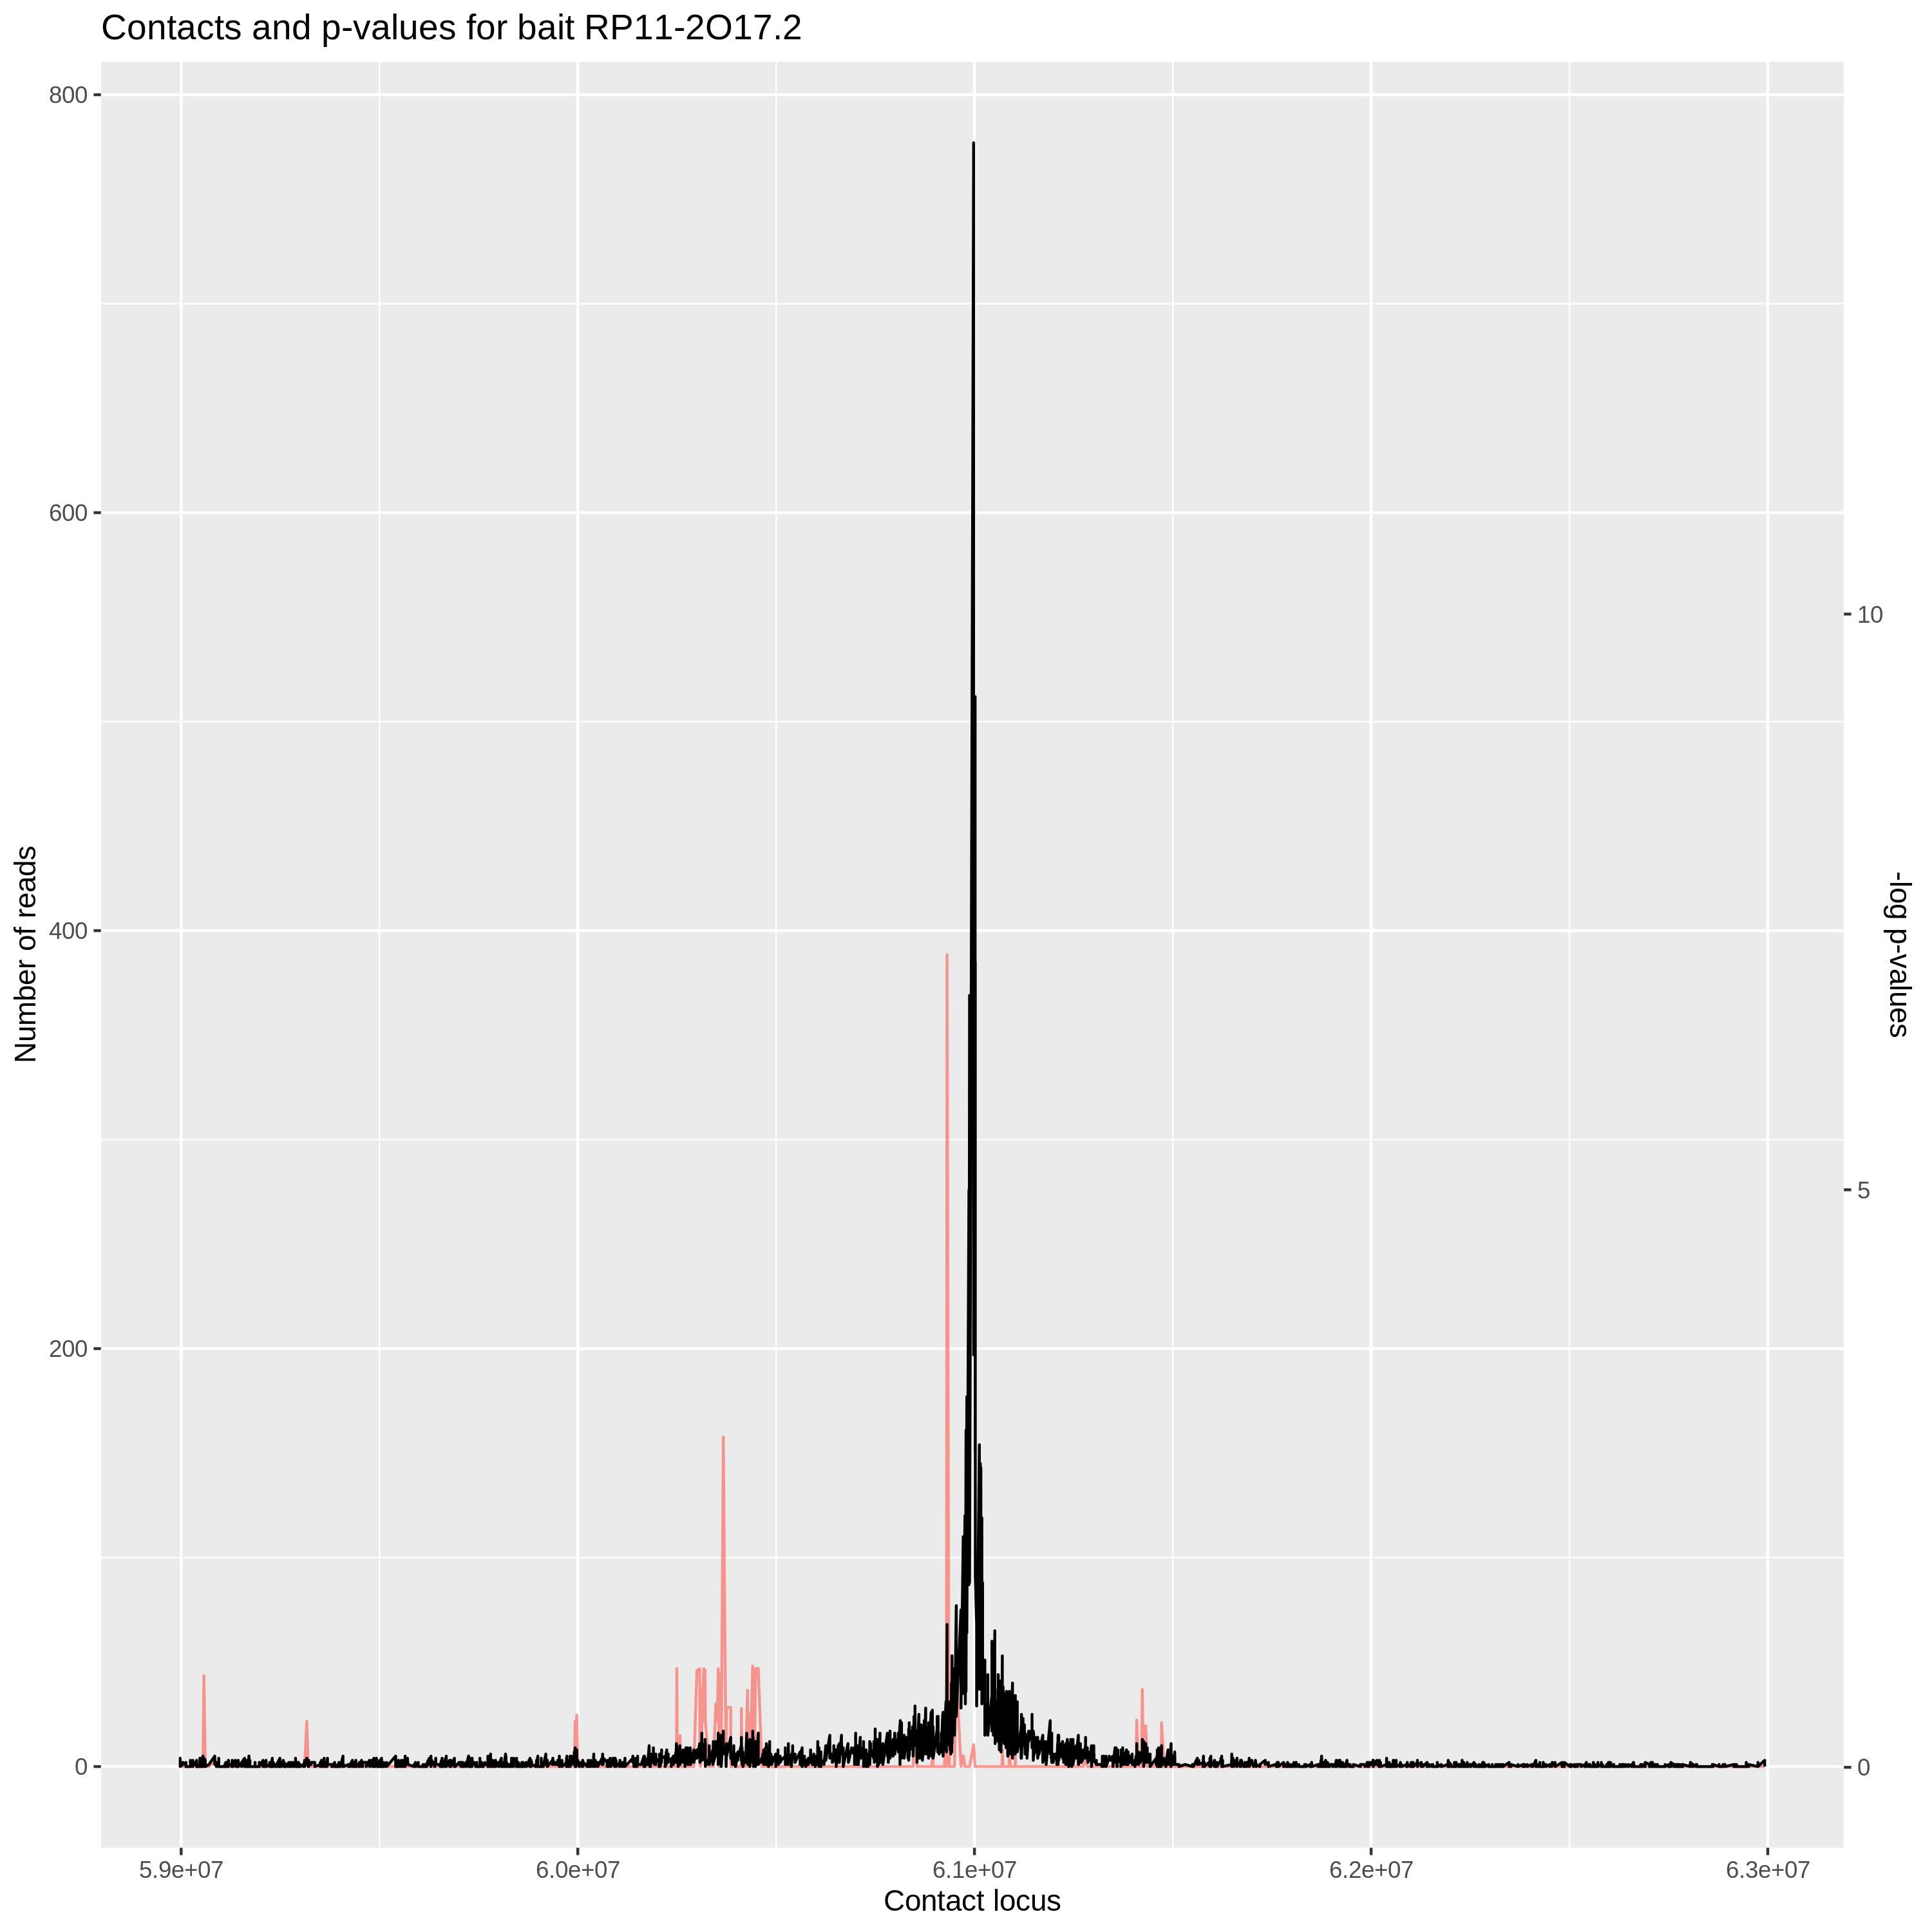 Contacts and p-values for bait RP11-2O17.2
800
600
400
200
0
Number of reads
10
5
0
-log p-values
5.9e+07 6.0e+07 6.1e+07 6.2e+07 6.3e+07
Contact locus